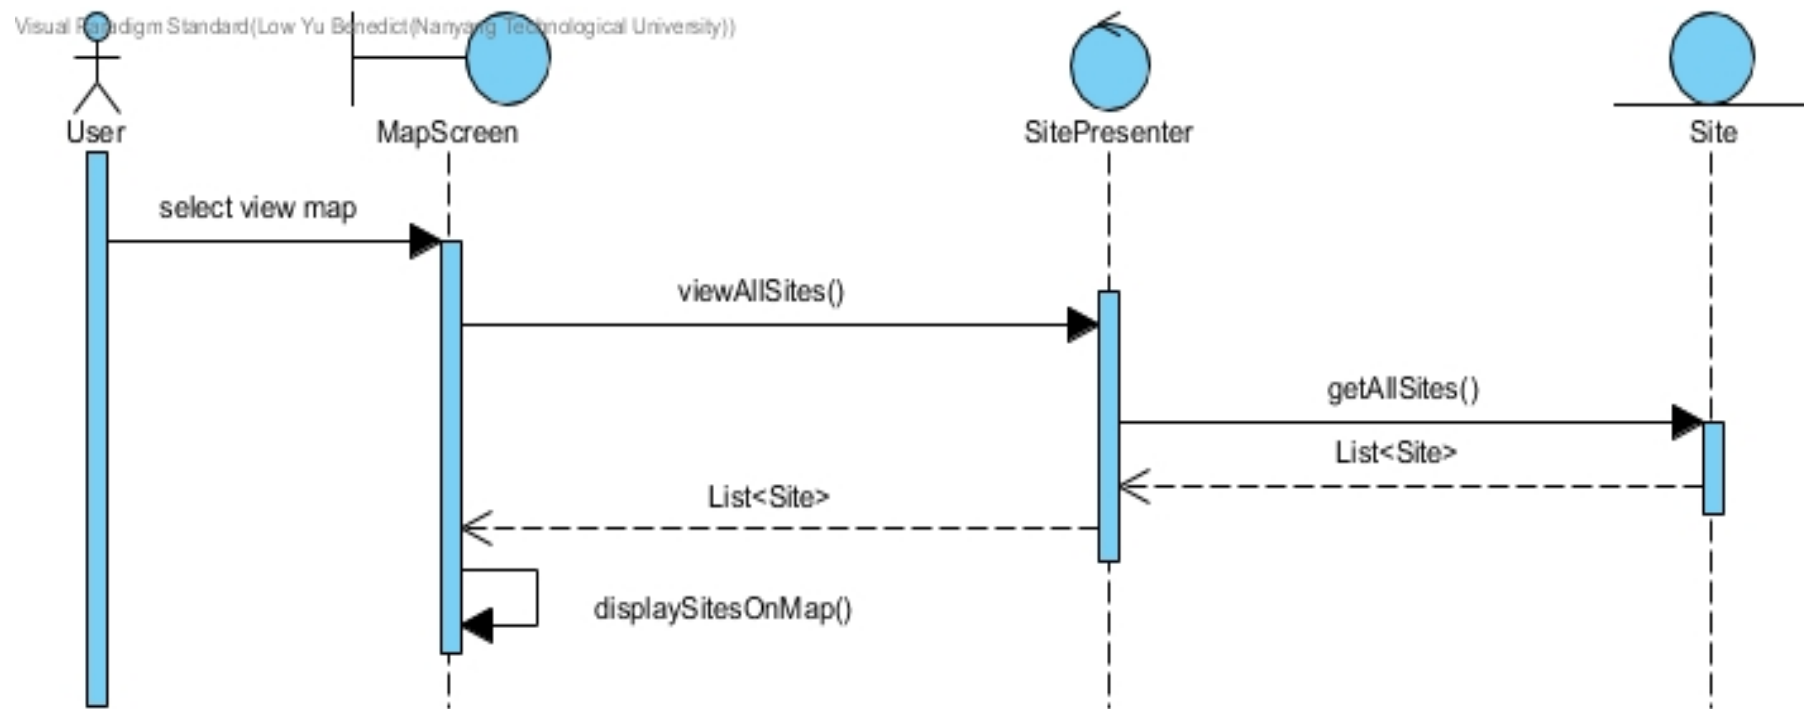 Visual Paradigm Standard(Low Yu Benedict(Nanyang Technological University))
User
MapScreen
SitePresenter
Site
select view map
viewAllSites()
getAllSites()
List<Site>
List<Site>
displaySitesOnMap()